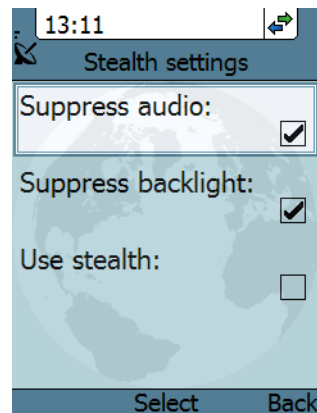 13:11
Stealth settings
Suppress audio:
Suppress backlight:
Use stealth:
Select Back